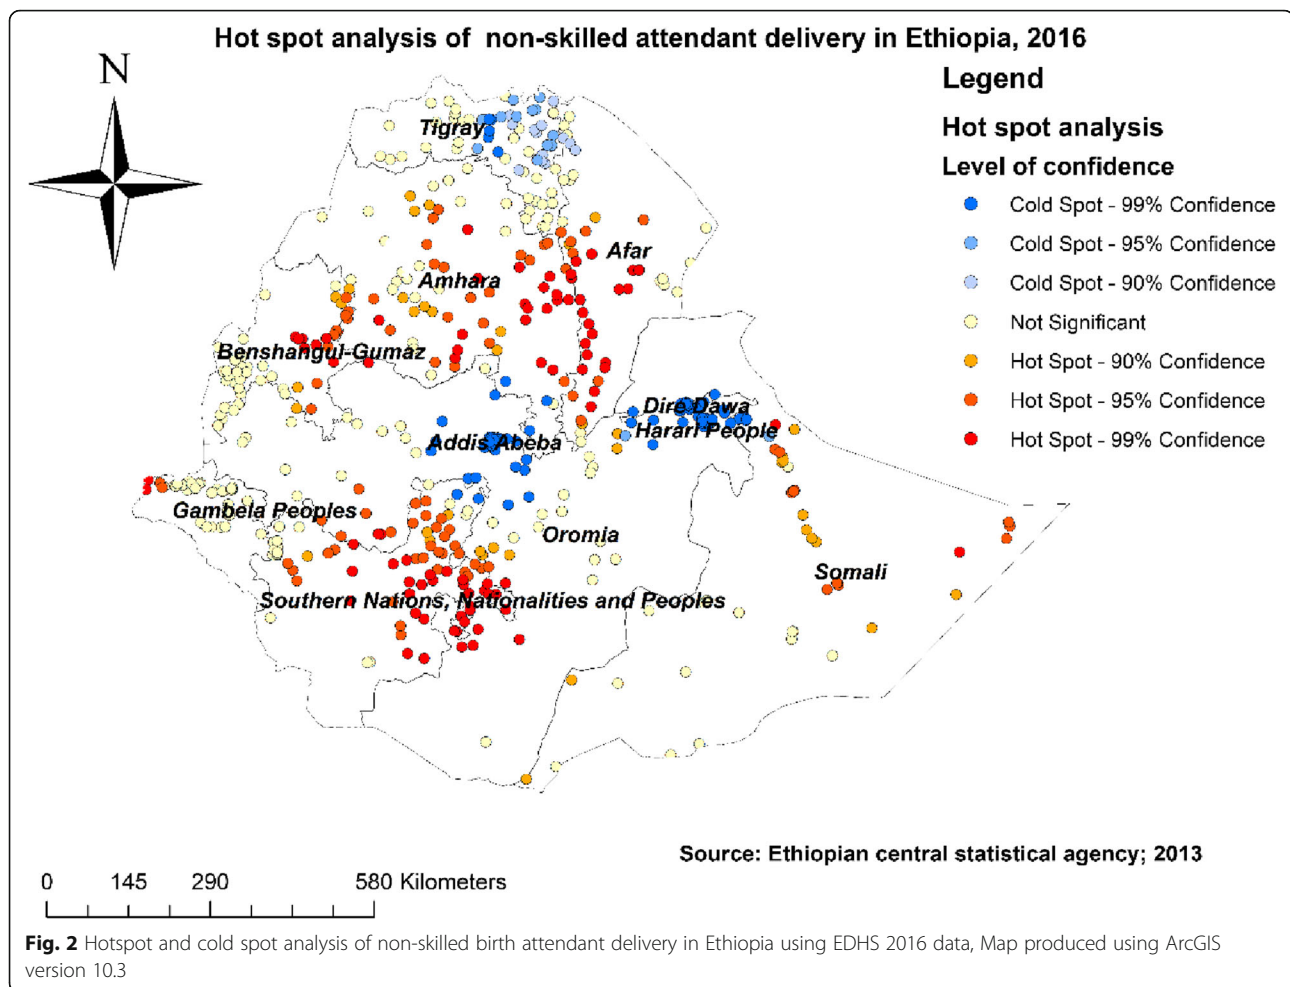 Hot spot analysis of non-skilled attendant delivery in Ethiopia, 2016
N
Legend
Hot spot analysis
Level of confidence
Cold Spot - 99% Confidence
Cold Spot - 95% Confidence
Cold Spot - 90% Confidence
Not Significant
Hot Spot - 90% Confidence
Hot Spot - 95% Confidence
Hot Spot - 99% Confidence
Tigray
Afar
Amhara
Benshangul-Gumaz
Dire Dawa
Harari People
Addis Abeba
Gambela Peoples
Oromia
Somali
Southern Nations, Nationalities and Peoples
Source: Ethiopian central statistical agency; 2013
0 145 290 580 Kilometers
Fig. 2 Hotspot and cold spot analysis of non-skilled birth attendant delivery in Ethiopia using EDHS 2016 data, Map produced using ArcGIS
version 10.3